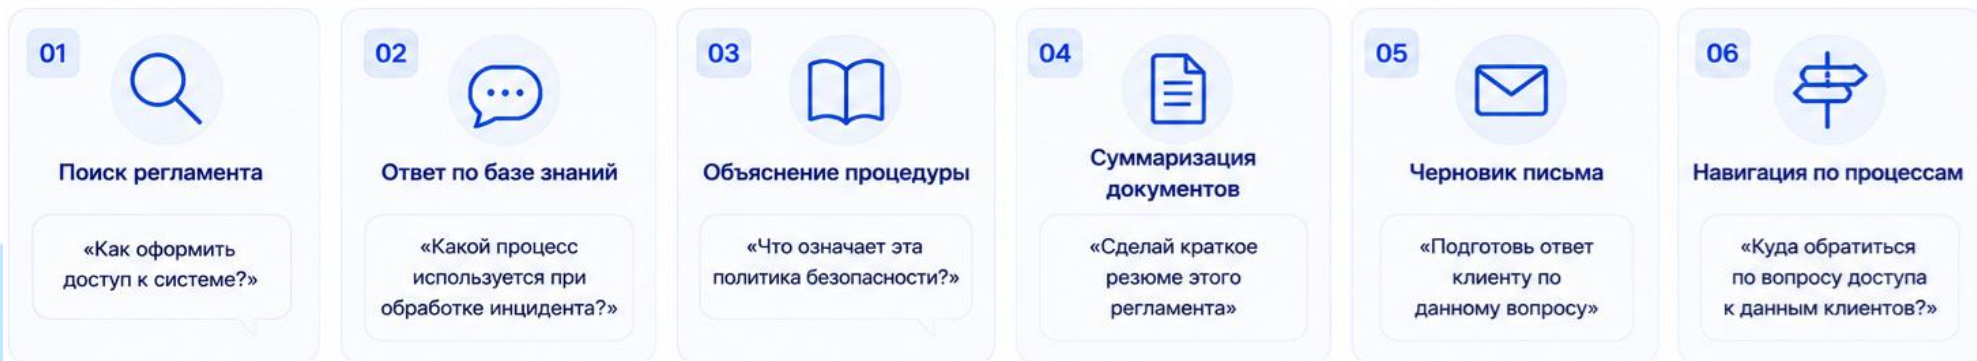 01
Поиск регламента
«Как оформить
доступ к системе?»
02
Ответ по базе знаний
«Какой процесс
используется при
обработке инцидента?»
03
Объяснение процедуры
«Что означает эта
политика безопасности?»
04
Суммаризация
документов
«Сделай краткое
резюме этого
регламента»
05
Черновик письма
«Подготовь ответ
клиенту по
данному вопросу»
06
Навигация по процессам
«Куда обратиться
по вопросу доступа
к данным клиентов?»